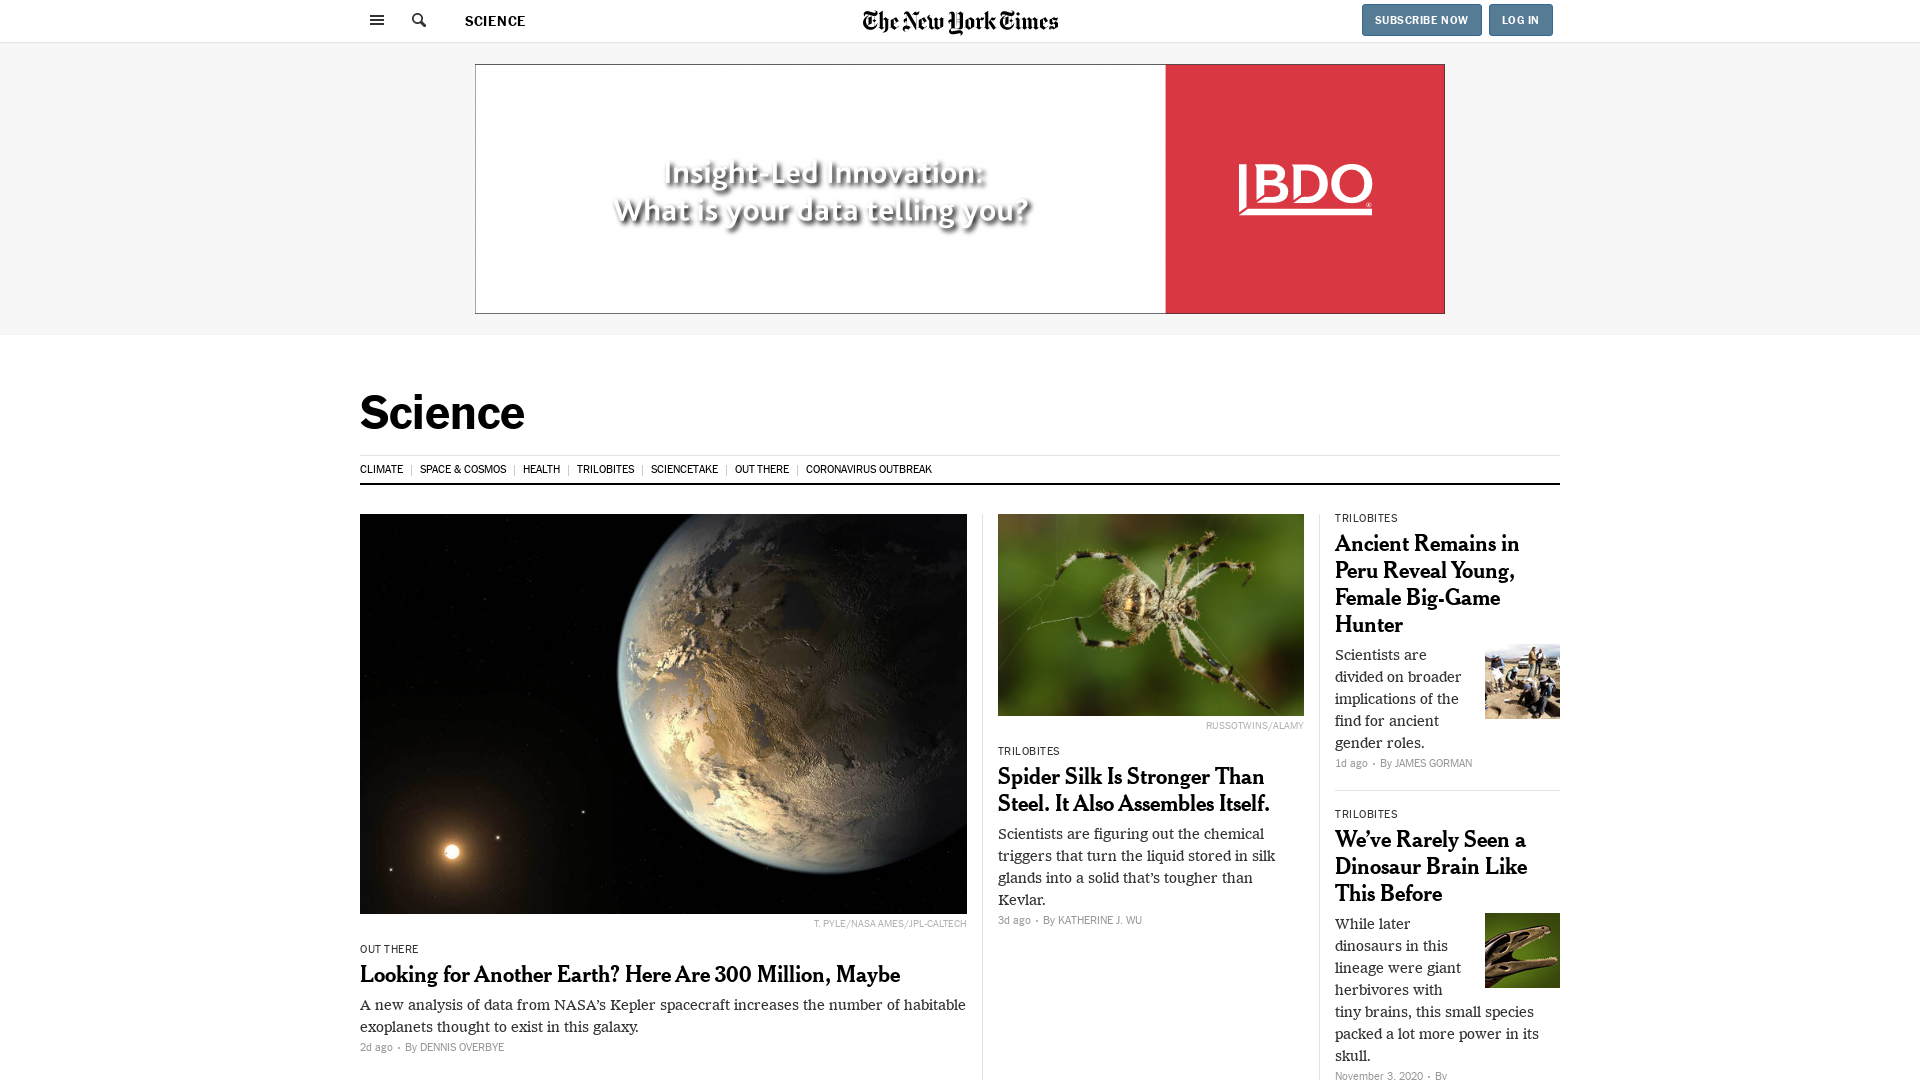 SCIENCE
The New York Times
SUBSCRIBE NOW
LOG IN
Insight-Led Innovation:
What is your data telling you?
BDO
Science
CLIMATE
SPACE & COSMOS
HEALTH
TRILOBITES
SCIENCETAKE
OUT THERE
CORONAVIRUS OUTBREAK
T. PYLE/NASA AMES/JPL-CALTECH
OUT THERE
Looking for Another Earth? Here Are 300 Million, Maybe
A new analysis of data from NASA’s Kepler spacecraft increases the number of habitable
exoplanets thought to exist in this galaxy.
2d ago • By DENNIS OVERBYE
RUSSOTWINS/ALAMY
TRILOBITES
Spider Silk Is Stronger Than
Steel. It Also Assembles Itself.
Scientists are figuring out the chemical
triggers that turn the liquid stored in silk
glands into a solid that’s tougher than
Kevlar.
3d ago • By KATHERINE J. WU
TRILOBITES
Ancient Remains in
Peru Reveal Young,
Female Big-Game
Hunter
Scientists are
divided on broader
implications of the
find for ancient
gender roles.
1d ago • By JAMES GORMAN
TRILOBITES
We’ve Rarely Seen a
Dinosaur Brain Like
This Before
While later
dinosaurs in this
lineage were giant
herbivores with
tiny brains, this small species
packed a lot more power in its
skull.
November 3, 2020 • By